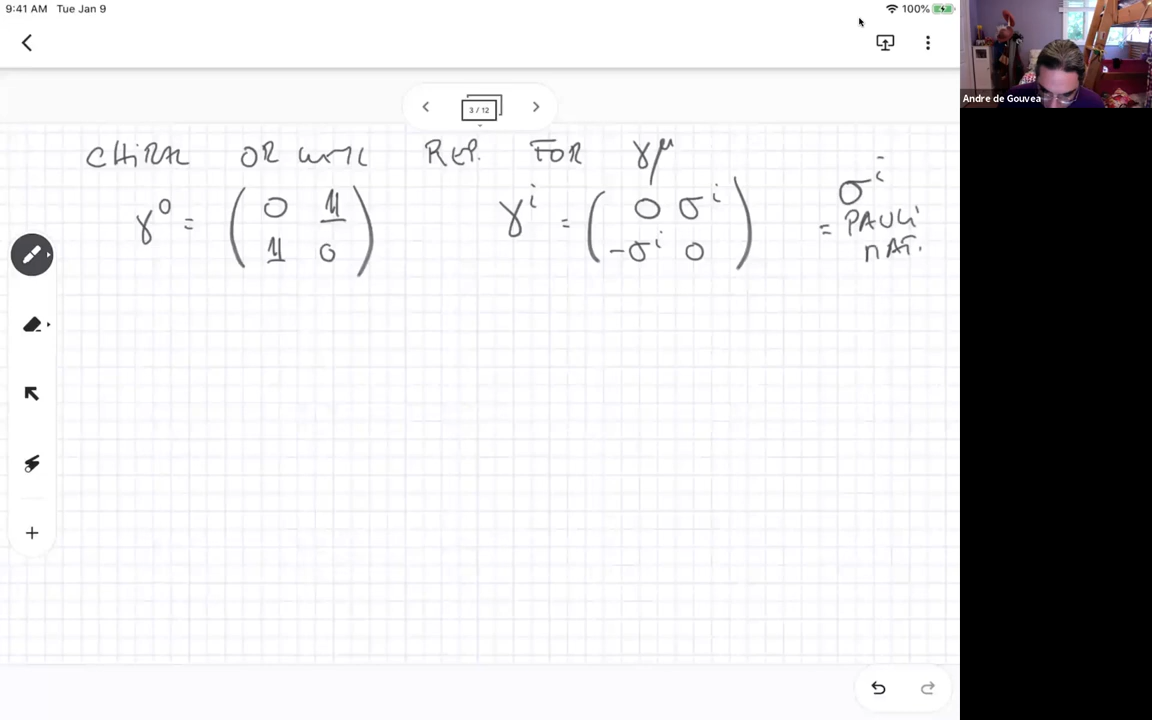 9:41 AM Tue Jan 9
100%
Andre de Gouvea
3 / 12
CHIRAL OR WEYL REP. FOR γ^μ
γ^0 = ( 0 𝟙 ; 𝟙 0 ) γ^i = ( 0 σ^i ; -σ^i 0 ) σ^i
= PAULI
MAT.